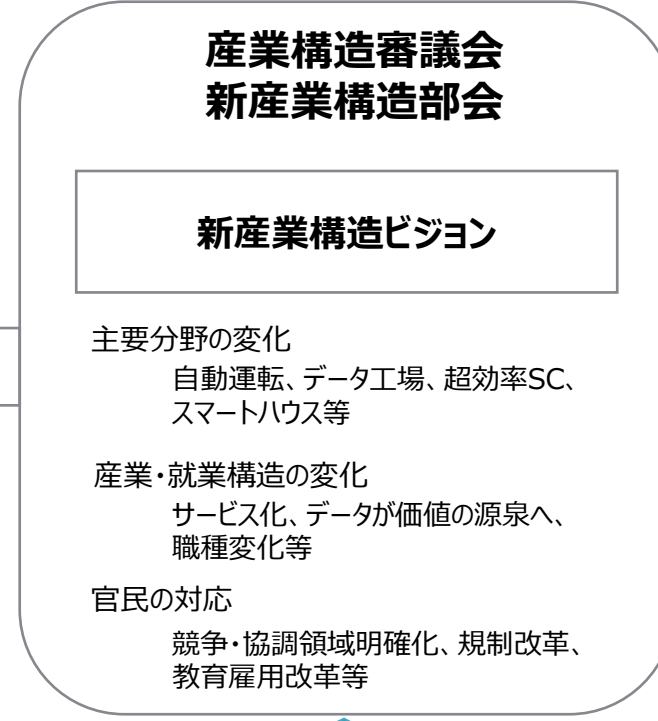 産業構造審議会
新産業構造部会
新産業構造ビジョン
主要分野の変化
自動運転、データ工場、超効率SC、
スマートハウス等
産業・就業構造の変化
サービス化、データが価値の源泉へ、
職種変化等
官民の対応
競争・協調領域明確化、規制改革、
教育雇用改革等